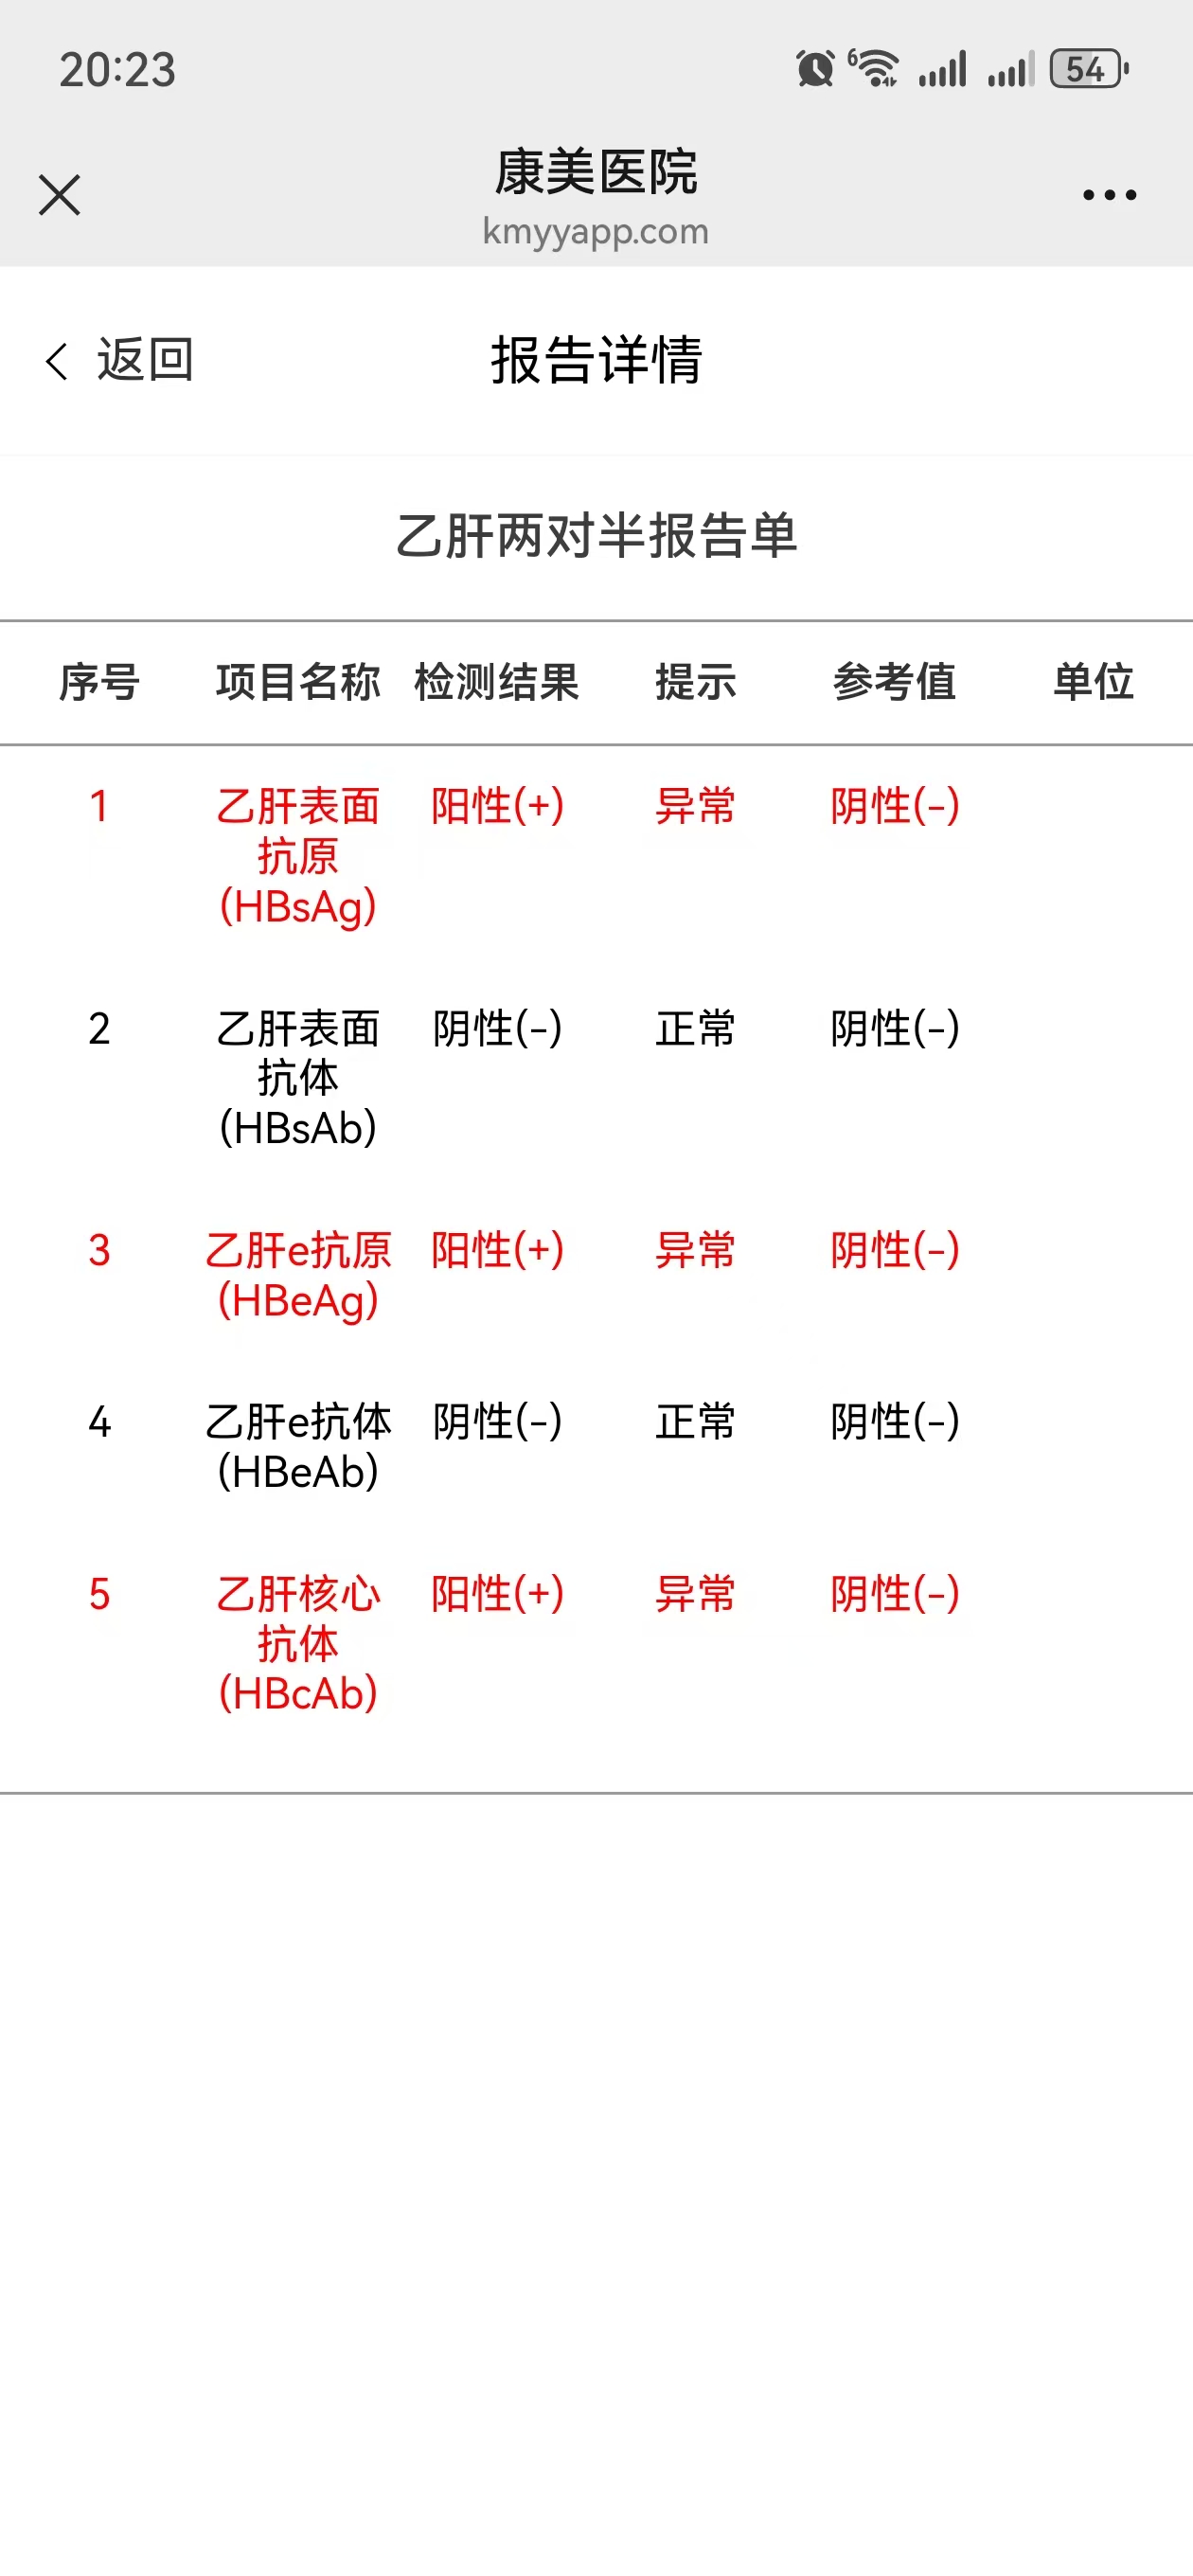 20:23
6
54
康美医院
kmyyapp.com
返回
报告详情
乙肝两对半报告单
序号 项目名称 检测结果 提示 参考值 单位
1 乙肝表面 阳性(+) 异常 阴性(-)
抗原
(HBsAg)
2 乙肝表面 阴性(-) 正常 阴性(-)
抗体
(HBsAb)
3 乙肝e抗原 阳性(+) 异常 阴性(-)
(HBeAg)
4 乙肝e抗体 阴性(-) 正常 阴性(-)
(HBeAb)
5 乙肝核心 阳性(+) 异常 阴性(-)
抗体
(HBcAb)